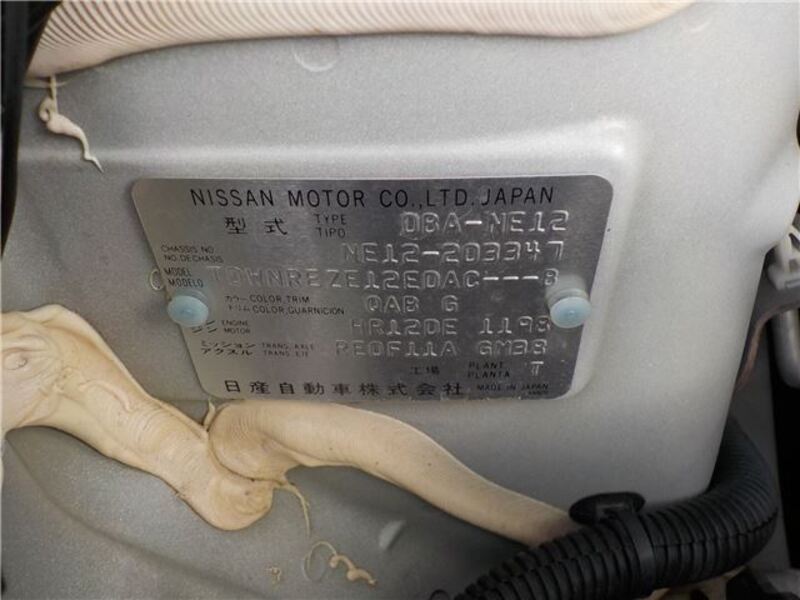 NISSAN MOTOR CO.,LTD. JAPAN
型式 TYPE TIPO DBA-NE12
CHASSIS NO. NO.DE CHASIS NE12-203347
MODEL MODELO TDWNREZE12EDAC---B
カラー COLOR,TRIM トリム COLOR,GUARNICION QAB G
エンジン ENGINE MOTOR HR12DE 1198
ミッション アクスル TRANS. AXLE TRANS. EJE RE0F11A GM38
工場 PLANT PLANTA T
日産自動車株式会社 MADE IN JAPAN